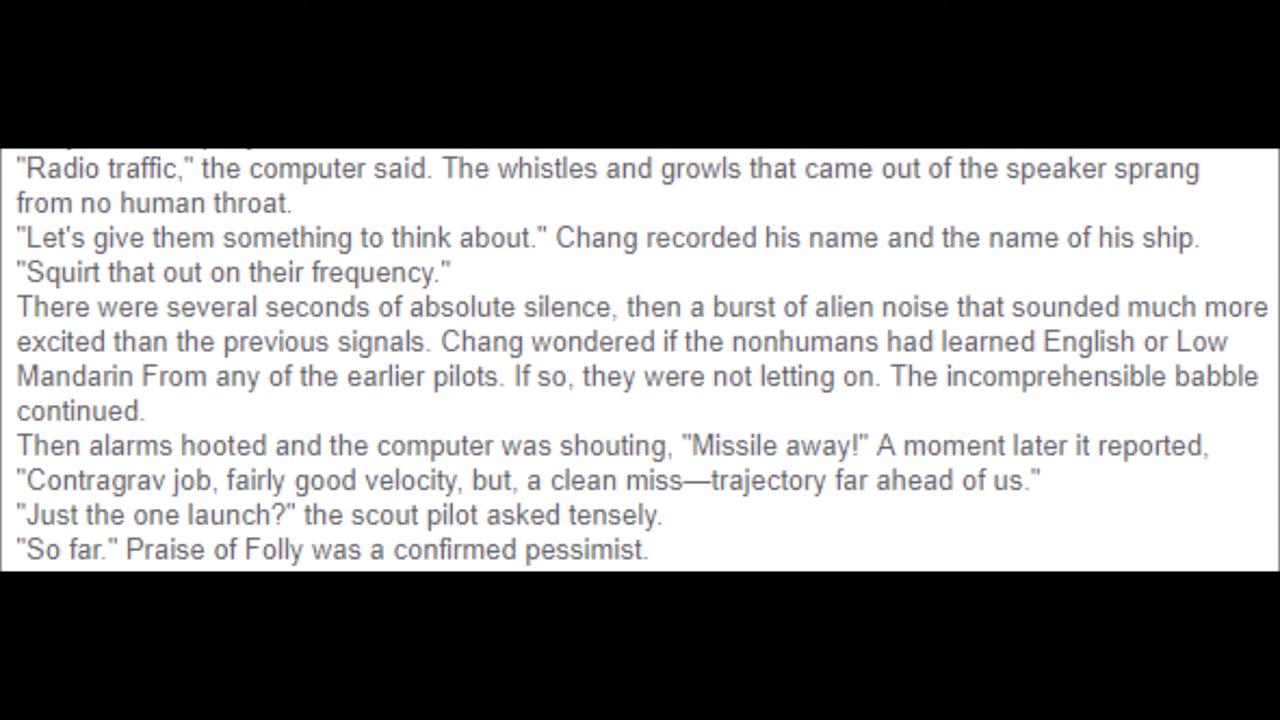 "Radio traffic," the computer said. The whistles and growls that came out of the speaker sprang
from no human throat.
"Let's give them something to think about." Chang recorded his name and the name of his ship.
"Squirt that out on their frequency."
There were several seconds of absolute silence, then a burst of alien noise that sounded much more
excited than the previous signals. Chang wondered if the nonhumans had learned English or Low
Mandarin From any of the earlier pilots. If so, they were not letting on. The incomprehensible babble
continued.
Then alarms hooted and the computer was shouting, "Missile away!" A moment later it reported,
"Contragrav job, fairly good velocity, but, a clean miss—trajectory far ahead of us."
"Just the one launch?" the scout pilot asked tensely.
"So far." Praise of Folly was a confirmed pessimist.